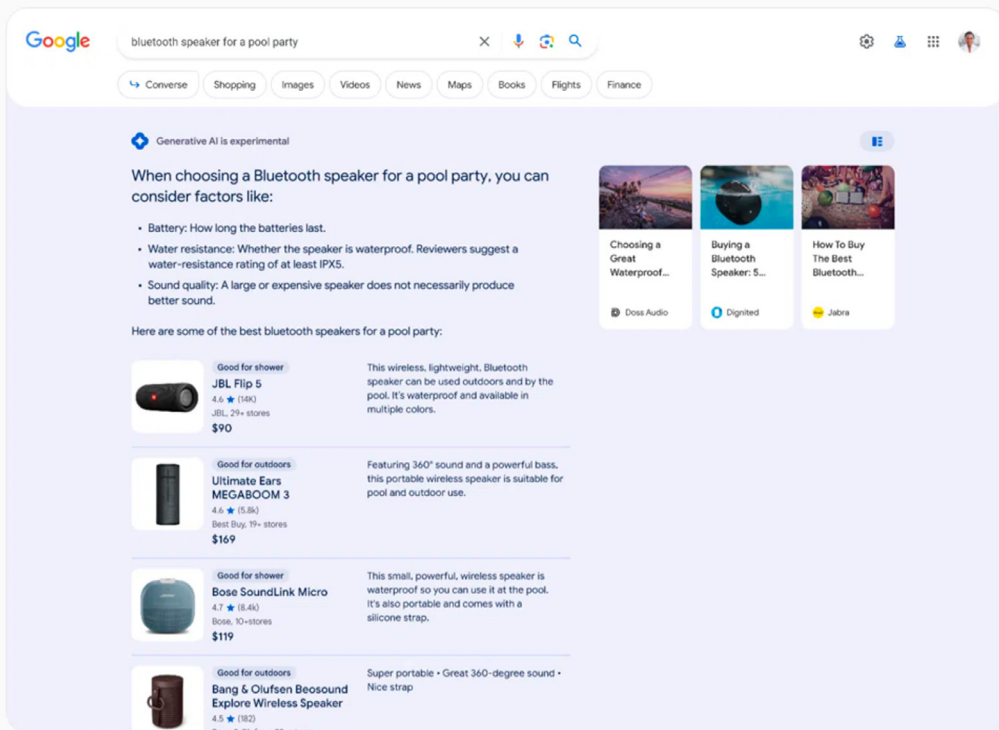 Google
bluetooth speaker for a pool party
Converse
Shopping
Images
Videos
News
Maps
Books
Flights
Finance
Generative AI is experimental
When choosing a Bluetooth speaker for a pool party, you can
consider factors like:
• Battery: How long the batteries last.
• Water resistance: Whether the speaker is waterproof. Reviewers suggest a
water-resistance rating of at least IPX5.
• Sound quality: A large or expensive speaker does not necessarily produce
better sound.
Choosing a
Great
Waterproof...
Doss Audio
Buying a
Bluetooth
Speaker: 5...
Dignited
How To Buy
The Best
Bluetooth...
Jabra
Here are some of the best bluetooth speakers for a pool party:
Good for shower
JBL Flip 5
4.6 ★ (14K)
JBL, 29+ stores
$90
This wireless, lightweight, Bluetooth
speaker can be used outdoors and by the
pool. It's waterproof and available in
multiple colors.
Good for outdoors
Ultimate Ears
MEGABOOM 3
4.6 ★ (5.8k)
Best Buy, 19+ stores
$169
Featuring 360° sound and a powerful bass,
this portable wireless speaker is suitable for
pool and outdoor use.
Good for shower
Bose SoundLink Micro
4.7 ★ (8.4k)
Bose, 10+stores
$119
This small, powerful, wireless speaker is
waterproof so you can use it at the pool.
It's also portable and comes with a
silicone strap.
Good for outdoors
Bang & Olufsen Beosound
Explore Wireless Speaker
4.5 ★ (182)
Super portable • Great 360-degree sound •
Nice strap